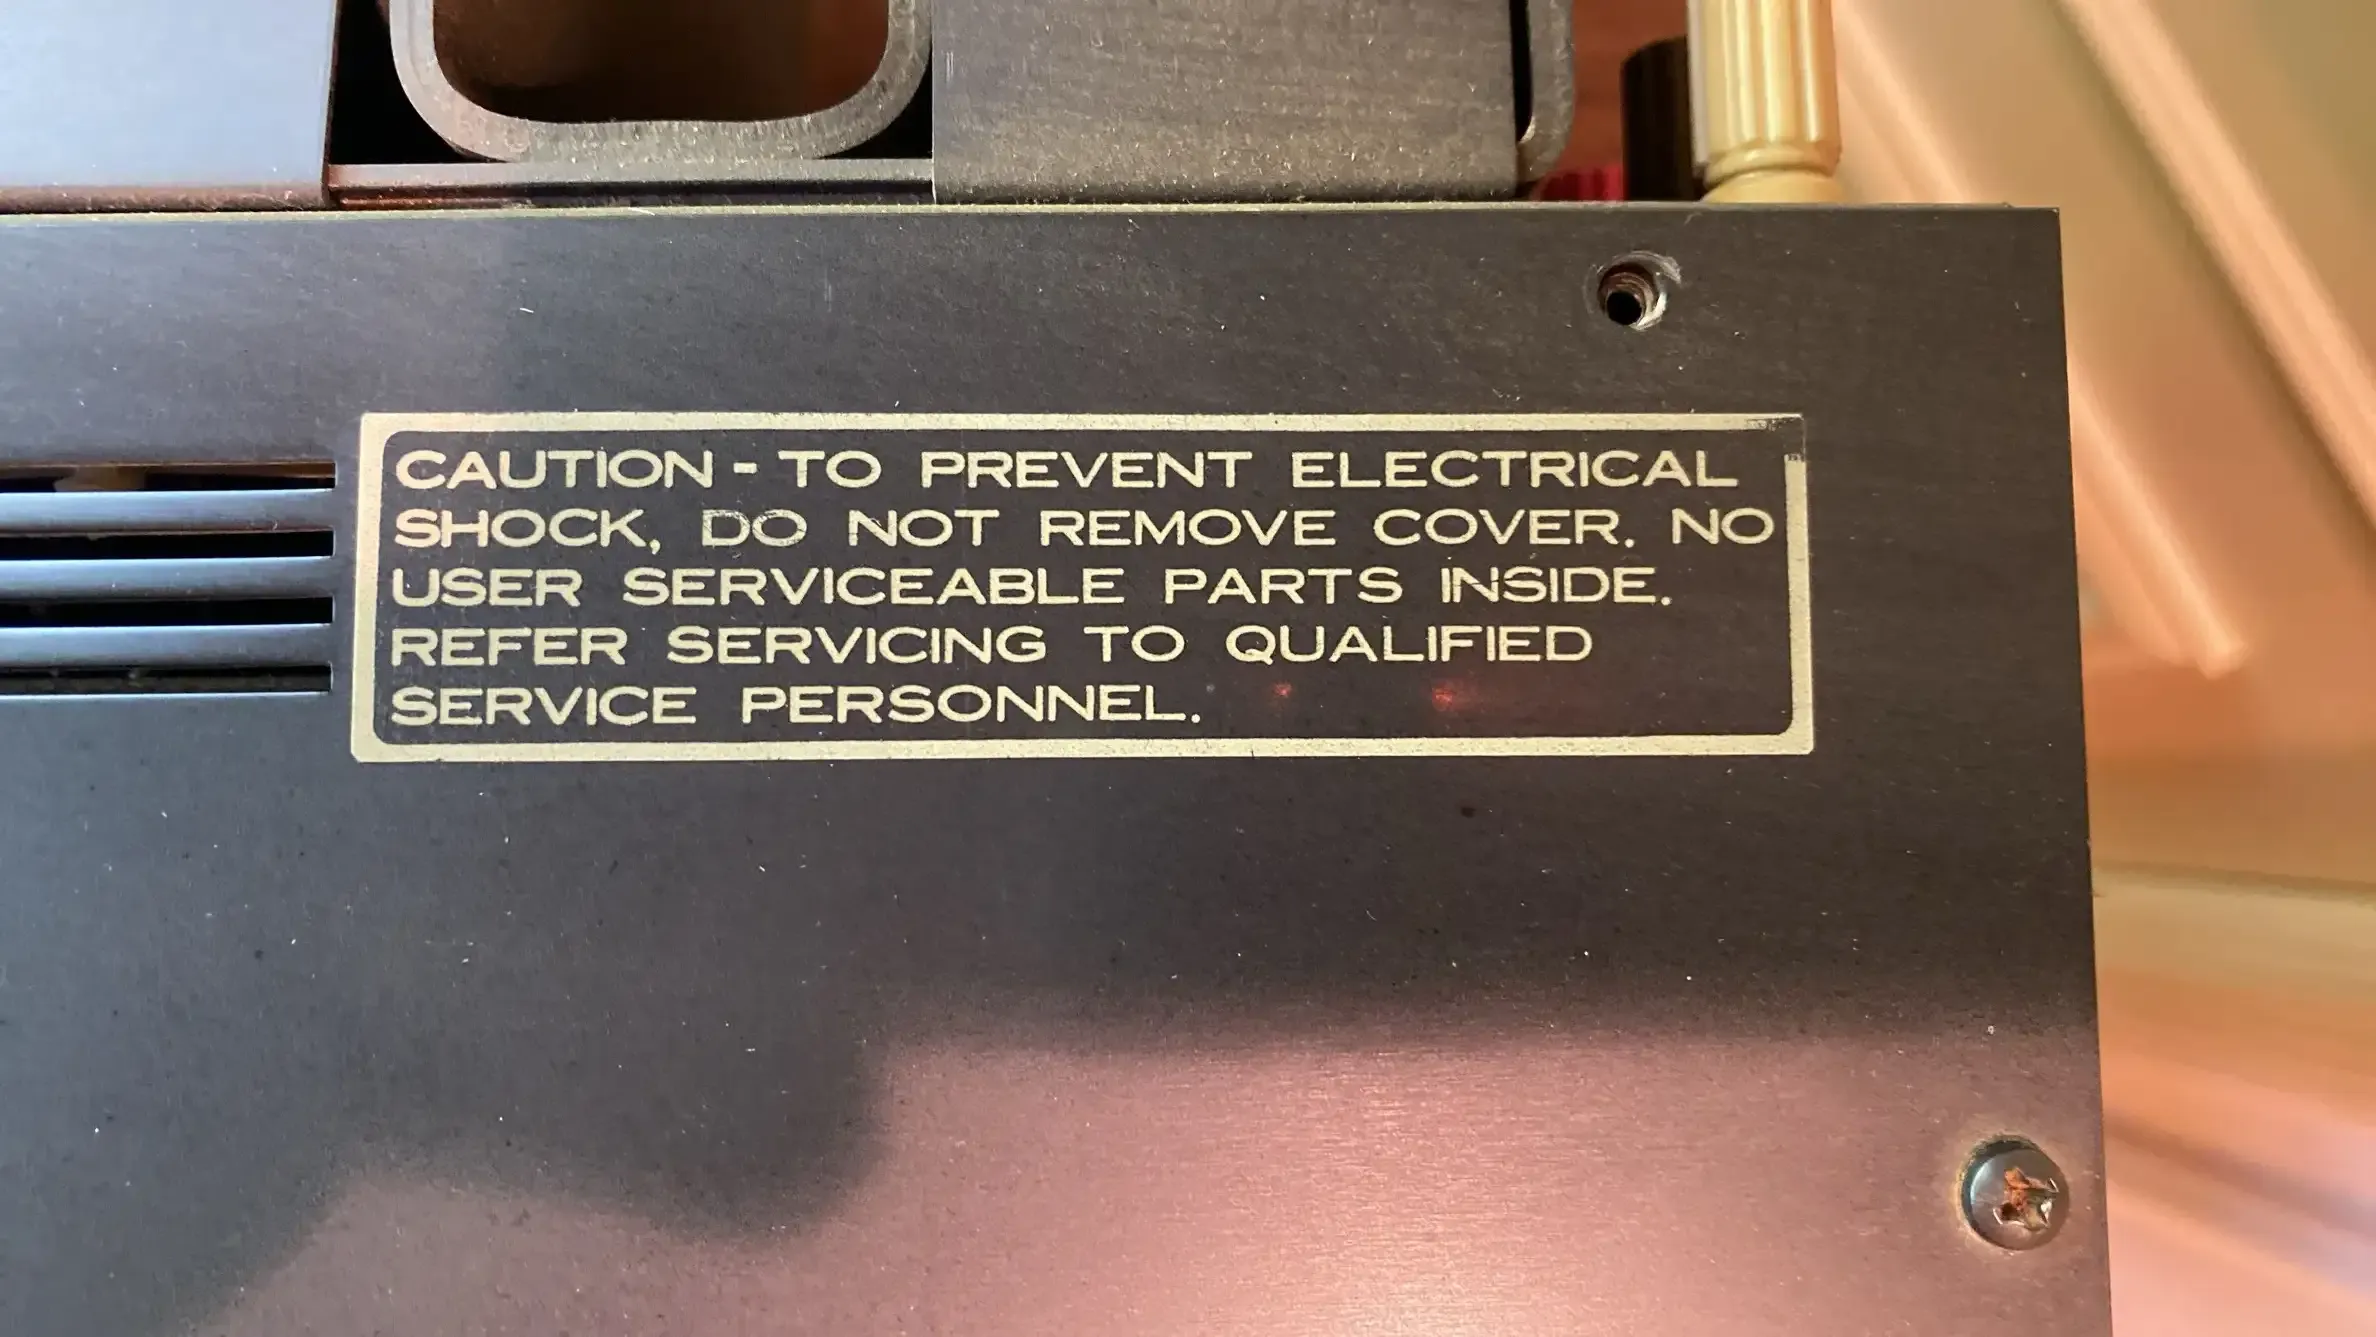 CAUTION - TO PREVENT ELECTRICAL
SHOCK, DO NOT REMOVE COVER. NO
USER SERVICEABLE PARTS INSIDE.
REFER SERVICING TO QUALIFIED
SERVICE PERSONNEL.